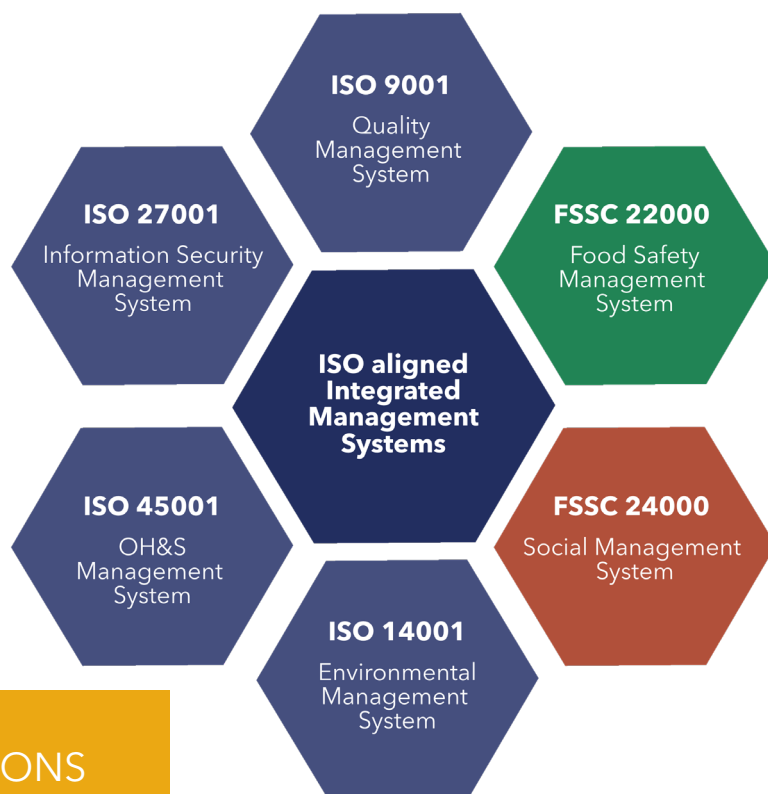 ISO 9001
Quality
Management
System
ISO 27001
Information Security
Management
System
FSSC 22000
Food Safety
Management
System
ISO aligned
Integrated
Management
Systems
ISO 45001
OH&S
Management
System
FSSC 24000
Social Management
System
ISO 14001
Environmental
Management
System
ONS